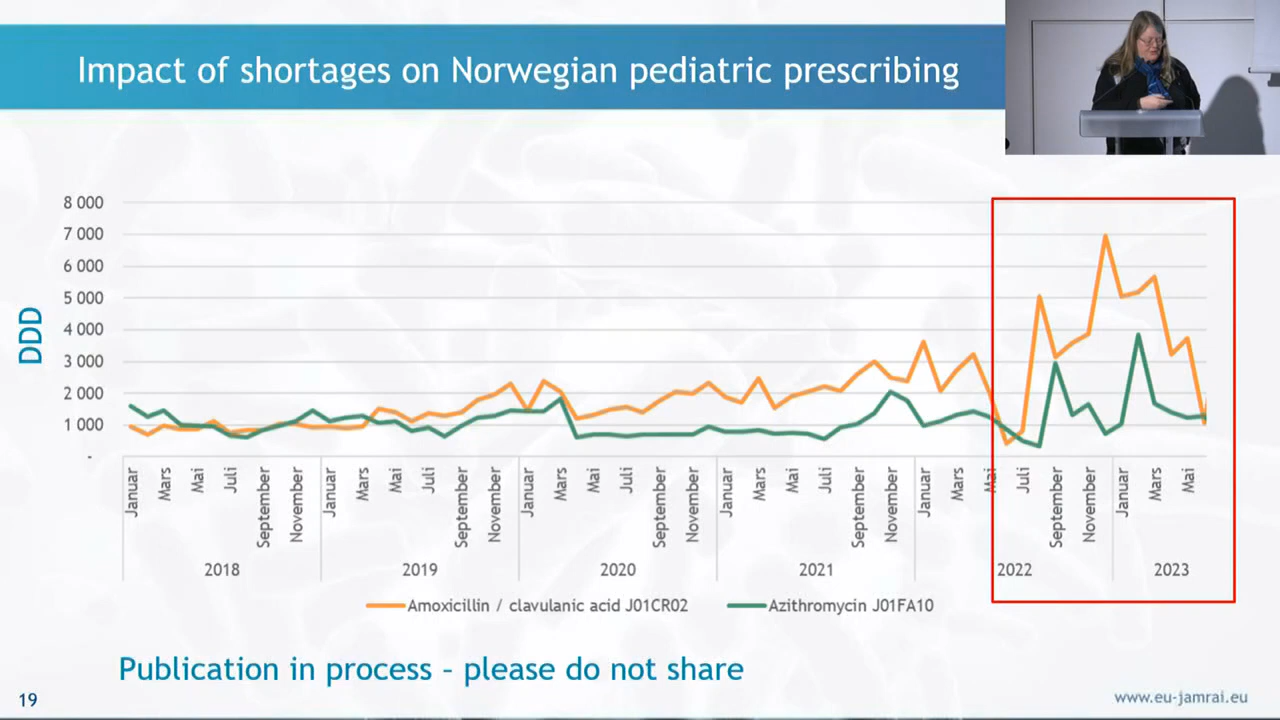 Impact of shortages on Norwegian pediatric prescribing
8 000
7 000
6 000
5 000
4 000
3 000
2 000
1 000
-
DDD
Januar
Mars
Mai
Juli
September
November
Januar
Mars
Mai
Juli
September
November
Januar
Mars
Mai
Juli
September
November
Januar
Mars
Mai
Juli
September
November
Januar
Mars
Mai
Juli
September
November
Januar
Mars
Mai
2018
2019
2020
2021
2022
2023
Amoxicillin / clavulanic acid J01CR02
Azithromycin J01FA10
Publication in process – please do not share
19
www.eu-jamrai.eu